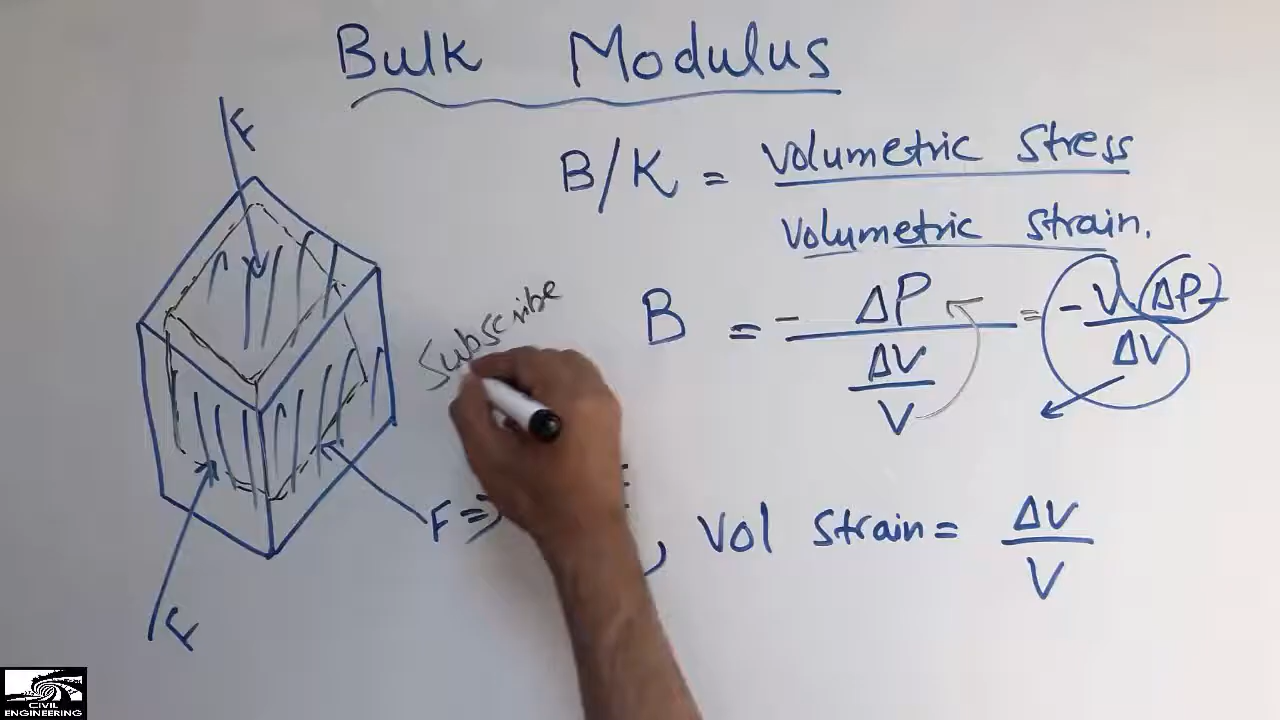 Bulk Modulus
F
B/K = Volumetric Stress
Volumetric Strain.
Subscribe
B = - ΔP / ΔV/V = - V ΔP / ΔV
F =>
, Vol Strain = ΔV / V
F
CIVIL
ENGINEERING